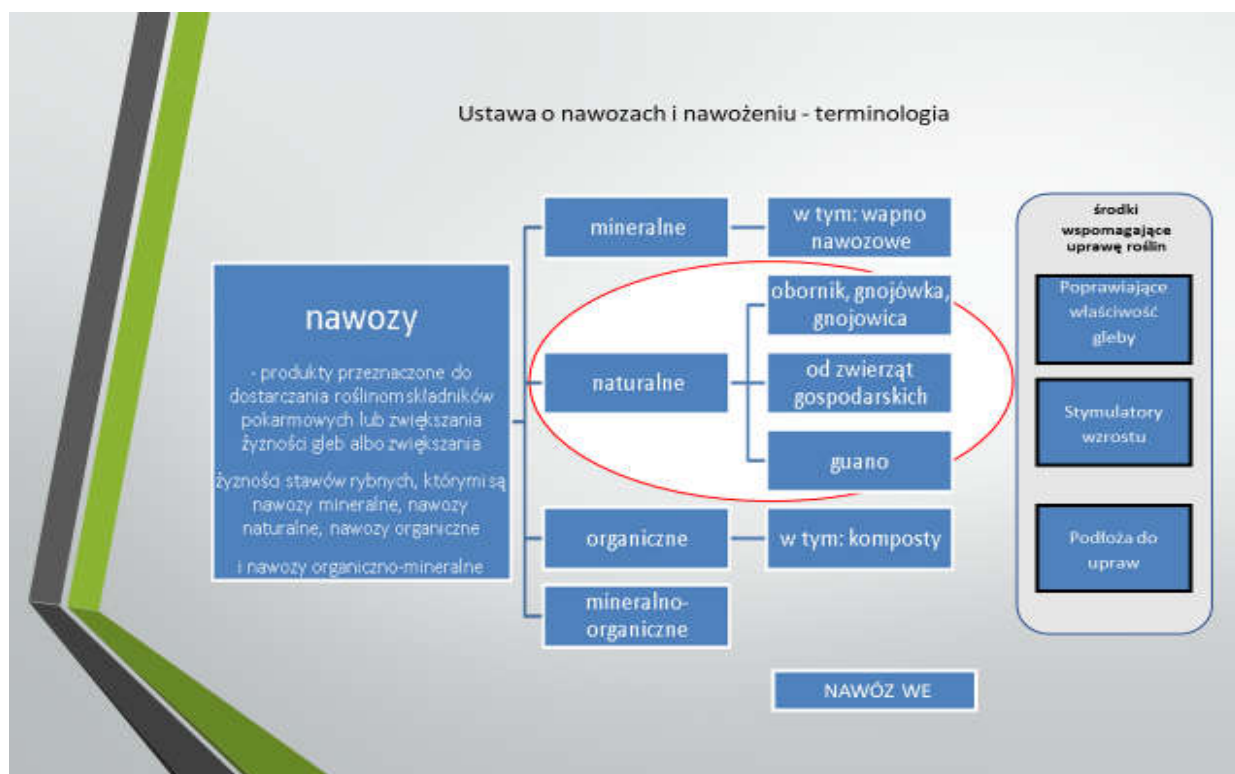 Ustawa o nawozach i nawożeniu - terminologia
nawozy
- produkty przeznaczone do
dostarczania roślinom składników
pokarmowych lub zwiększania
żyzności gleb albo zwiększania
żyzności stawów rybnych, którymi są
nawozy mineralne, nawozy
naturalne, nawozy organiczne
i nawozy organiczno-mineralne
mineralne
w tym: wapno
nawozowe
naturalne
obornik, gnojówka,
gnojowica
od zwierząt
gospodarskich
guano
organiczne
w tym: komposty
mineralno-
organiczne
NAWÓZ WE
środki
wspomagające
uprawę roślin
Poprawiające
właściwość
gleby
Stymulatory
wzrostu
Podłoża do
upraw